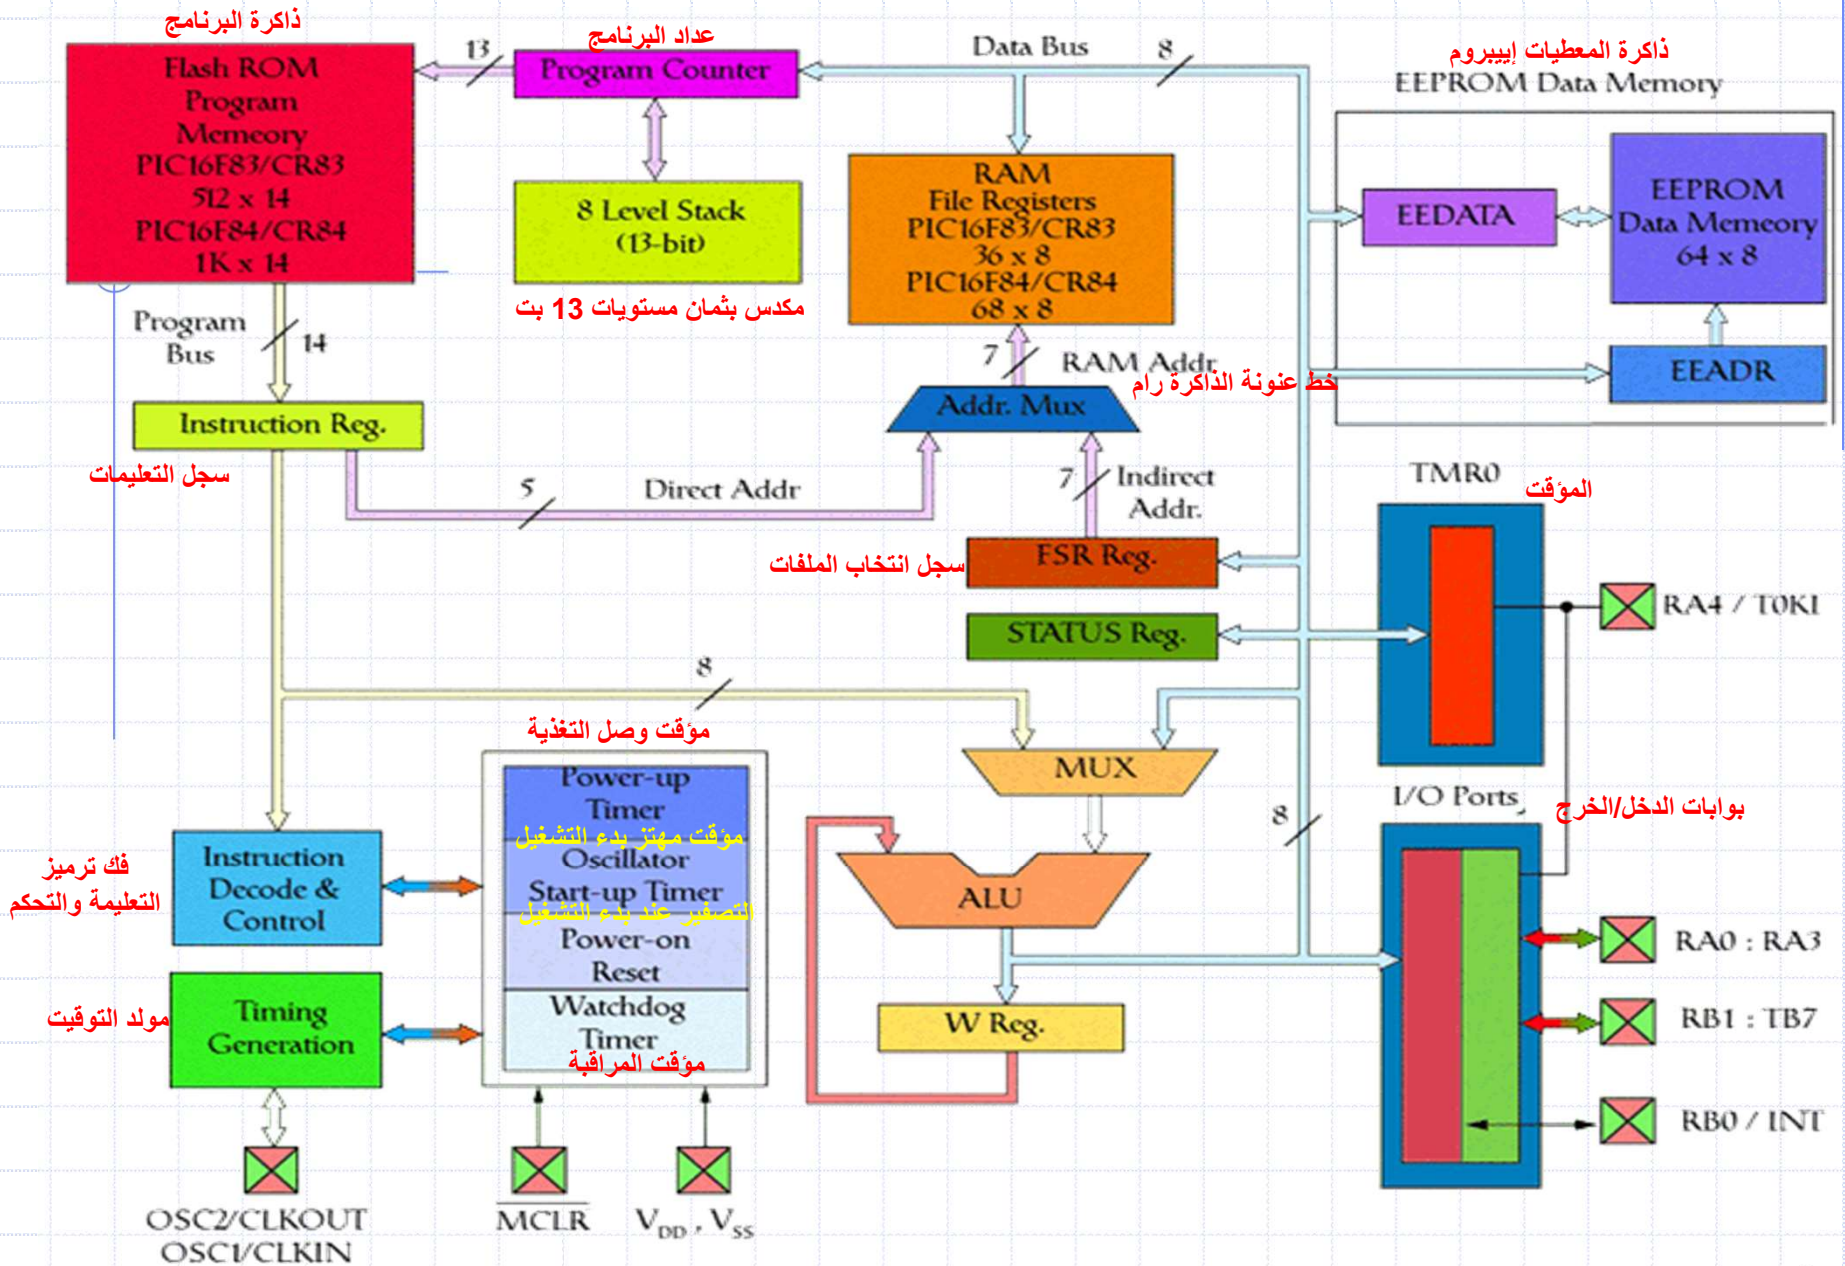 ذاكرة البرنامج
Flash ROM
Program
Memeory
PIC16F83/CR83
512 x 14
PIC16F84/CR84
1K x 14
13
عداد البرنامج
Program Counter
Data Bus
8
8 Level Stack
(13-bit)
مكدس بثمان مستويات 13 بت
RAM
File Registers
PIC16F83/CR83
36 x 8
PIC16F84/CR84
68 x 8
ذاكرة المعطيات إييبروم
EEPROM Data Memory
EEDATA
EEPROM
Data Memeory
64 x 8
EEADR
Program
Bus
14
7
RAM Addr
خط عنونة الذاكرة رام
Addr. Mux
Instruction Reg.
سجل التعليمات
5
Direct Addr
7
Indirect
Addr.
سجل انتخاب الملفات
FSR Reg.
STATUS Reg.
TMR0
المؤقت
RA4 / T0KI
8
مؤقت وصل التغذية
Power-up
Timer
مؤقت مهتز بدء التشغيل
Oscillator
Start-up Timer
التصفير عند بدء التشغيل
Power-on
Reset
Watchdog
Timer
مؤقت المراقبة
MUX
ALU
W Reg.
8
I/O Ports
بوابات الدخل/الخرج
فك ترميز
التعليمة والتحكم
Instruction
Decode &
Control
مولد التوقيت
Timing
Generation
RA0 : RA3
RB1 : TB7
RB0 / INT
OSC2/CLKOUT
OSC1/CLKIN
MCLR
VDD , VSS